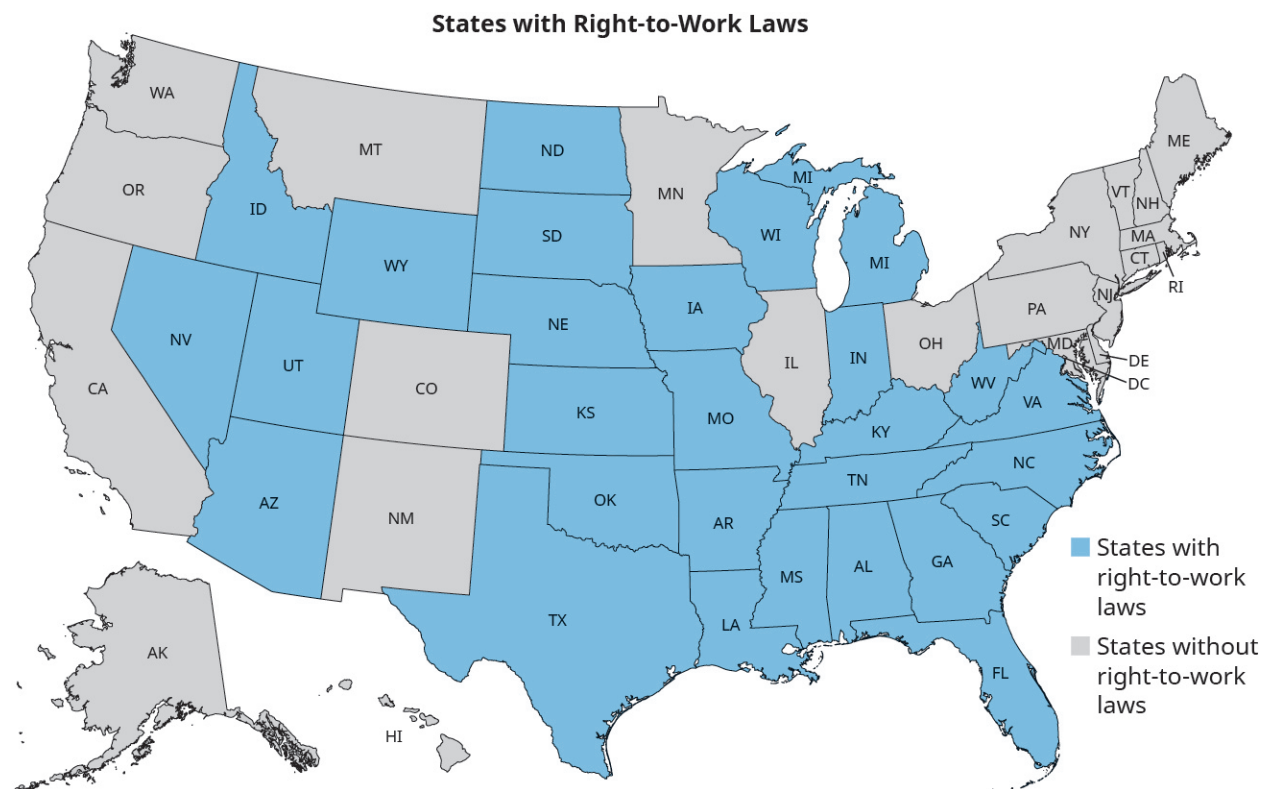 States with Right-to-Work Laws
WA
MT
ND
MN
ME
OR
ID
SD
WI
MI
VT
NH
NY
MA
CT
RI
WY
MI
NV
UT
NE
IA
PA
NJ
CA
CO
KS
MO
IL
IN
OH
MD
DE
DC
WV
VA
KY
AZ
NM
OK
AR
TN
NC
SC
TX
LA
MS
AL
GA
FL
AK
HI
States with
right-to-work
laws
States without
right-to-work
laws